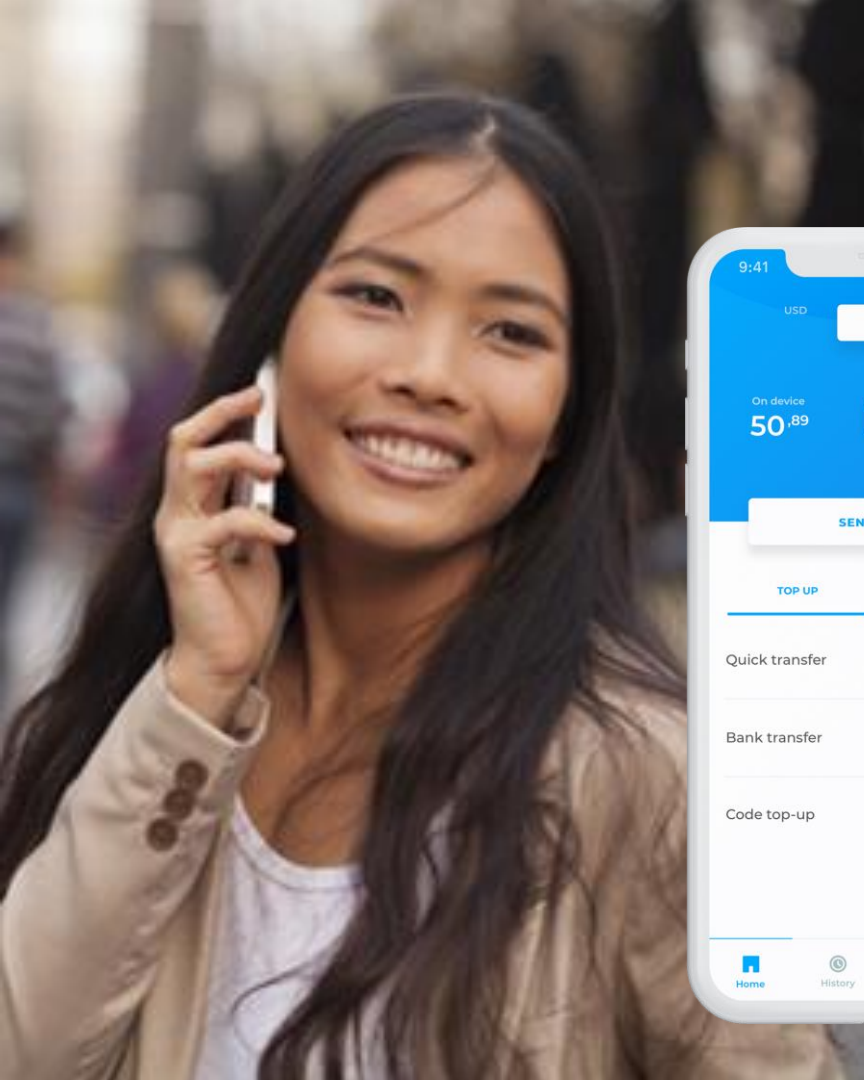 9:41
USD
On device
50,89
SEN
TOP UP
Quick transfer
Bank transfer
Code top-up
Home
History